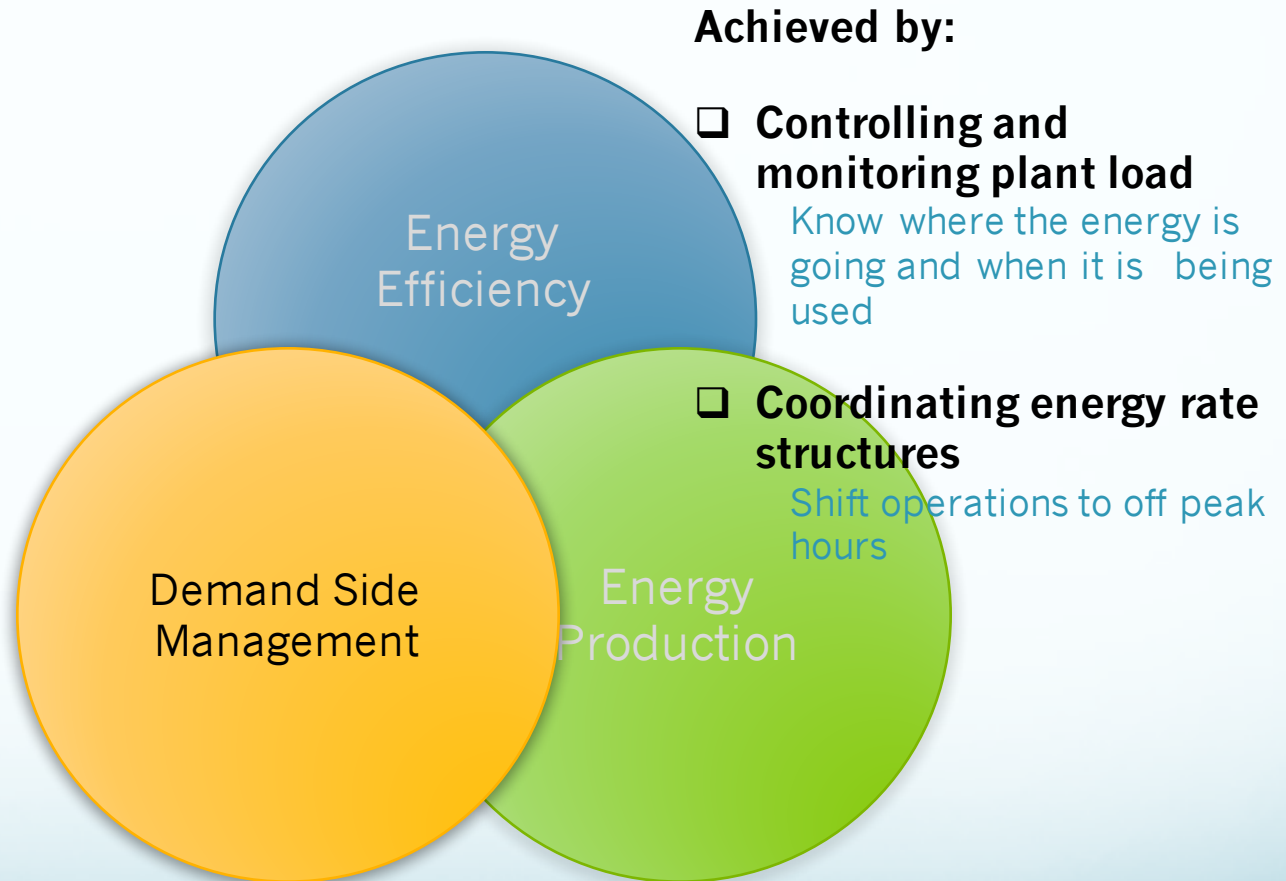 Achieved by:
❑ Controlling and
monitoring plant load
Know where the energy is
going and when it is being
used
❑ Coordinating energy rate
structures
Shift operations to off peak
hours
Energy
Efficiency
Demand Side
Management
Energy
Production